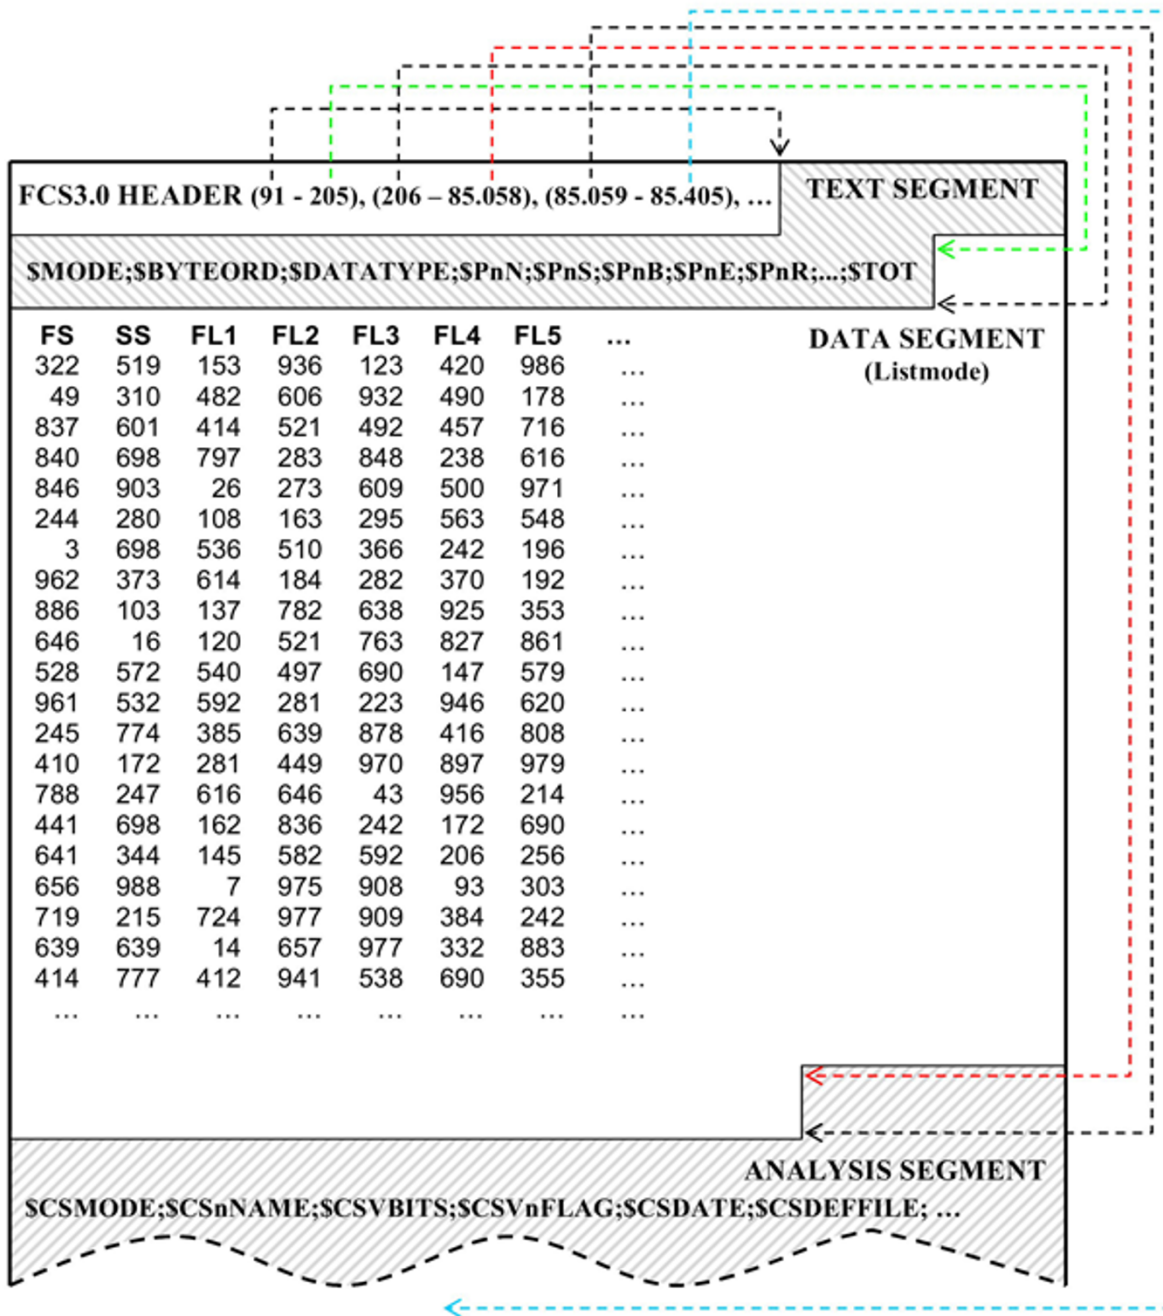 FCS3.0 HEADER (91 - 205), (206 – 85.058), (85.059 - 85.405), ...
TEXT SEGMENT
$MODE;$BYTEORD;$DATATYPE;$PnN;$PnS;$PnB;$PnE;$PnR;...;$TOT
DATA SEGMENT
(Listmode)
FS SS FL1 FL2 FL3 FL4 FL5 ...
322 519 153 936 123 420 986 ...
49 310 482 606 932 490 178 ...
837 601 414 521 492 457 716 ...
840 698 797 283 848 238 616 ...
846 903 26 273 609 500 971 ...
244 280 108 163 295 563 548 ...
3 698 536 510 366 242 196 ...
962 373 614 184 282 370 192 ...
886 103 137 782 638 925 353 ...
646 16 120 521 763 827 861 ...
528 572 540 497 690 147 579 ...
961 532 592 281 223 946 620 ...
245 774 385 639 878 416 808 ...
410 172 281 449 970 897 979 ...
788 247 616 646 43 956 214 ...
441 698 162 836 242 172 690 ...
641 344 145 582 592 206 256 ...
656 988 7 975 908 93 303 ...
719 215 724 977 909 384 242 ...
639 639 14 657 977 332 883 ...
414 777 412 941 538 690 355 ...
... ... ... ... ... ... ... ...
ANALYSIS SEGMENT
$CSMODE;$CSnNAME;$CSVBITS;$CSVnFLAG;$CSDATE;$CSDEFFILE; ...